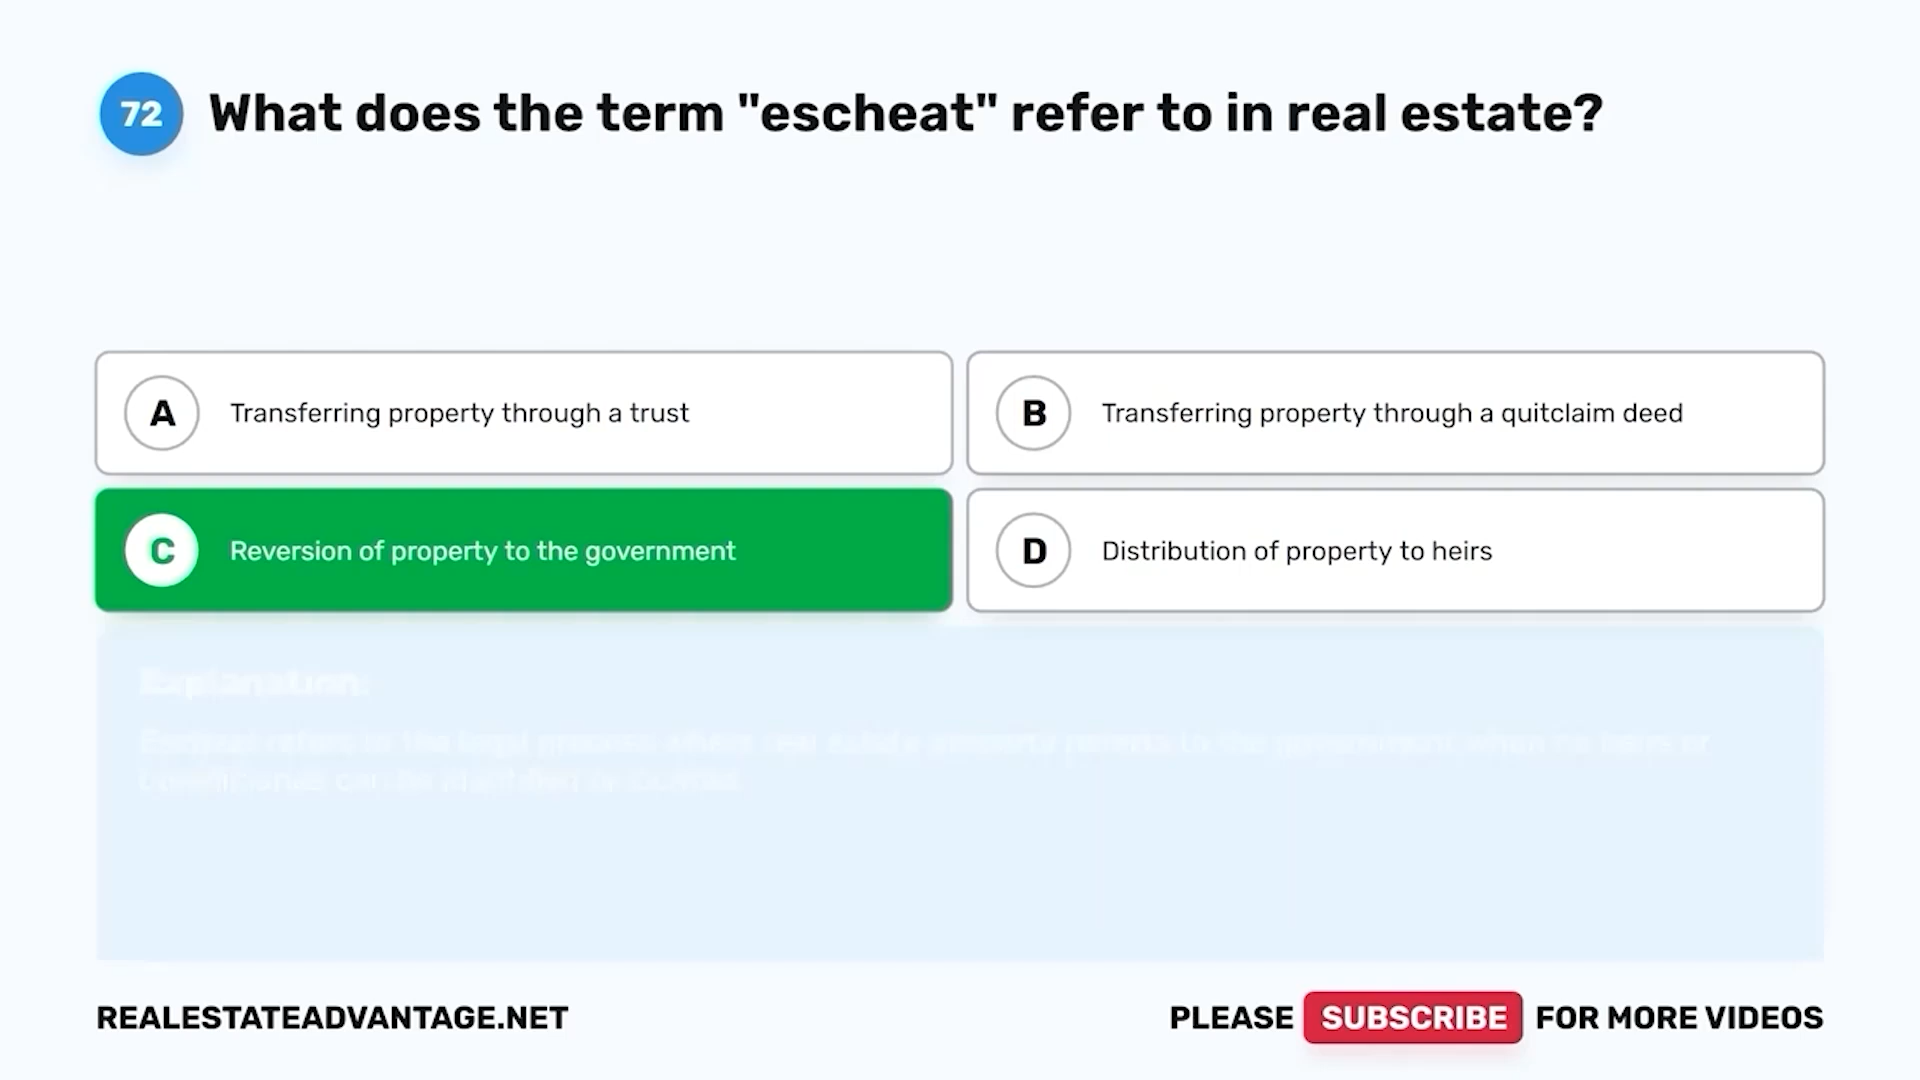 72 What does the term "escheat" refer to in real estate?
A Transferring property through a trust
B Transferring property through a quitclaim deed
C Reversion of property to the government
D Distribution of property to heirs
Explanation:
REALESTATEADVANTAGE.NET
PLEASE SUBSCRIBE FOR MORE VIDEOS